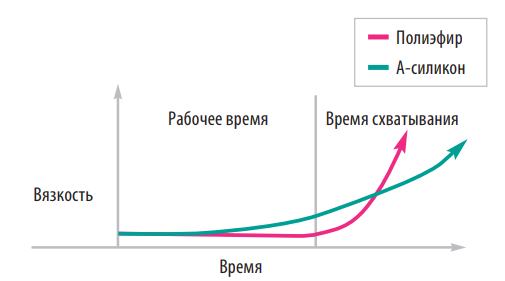 Полиэфир
А-силикон
Рабочее время
Время схватывания
Вязкость
Время